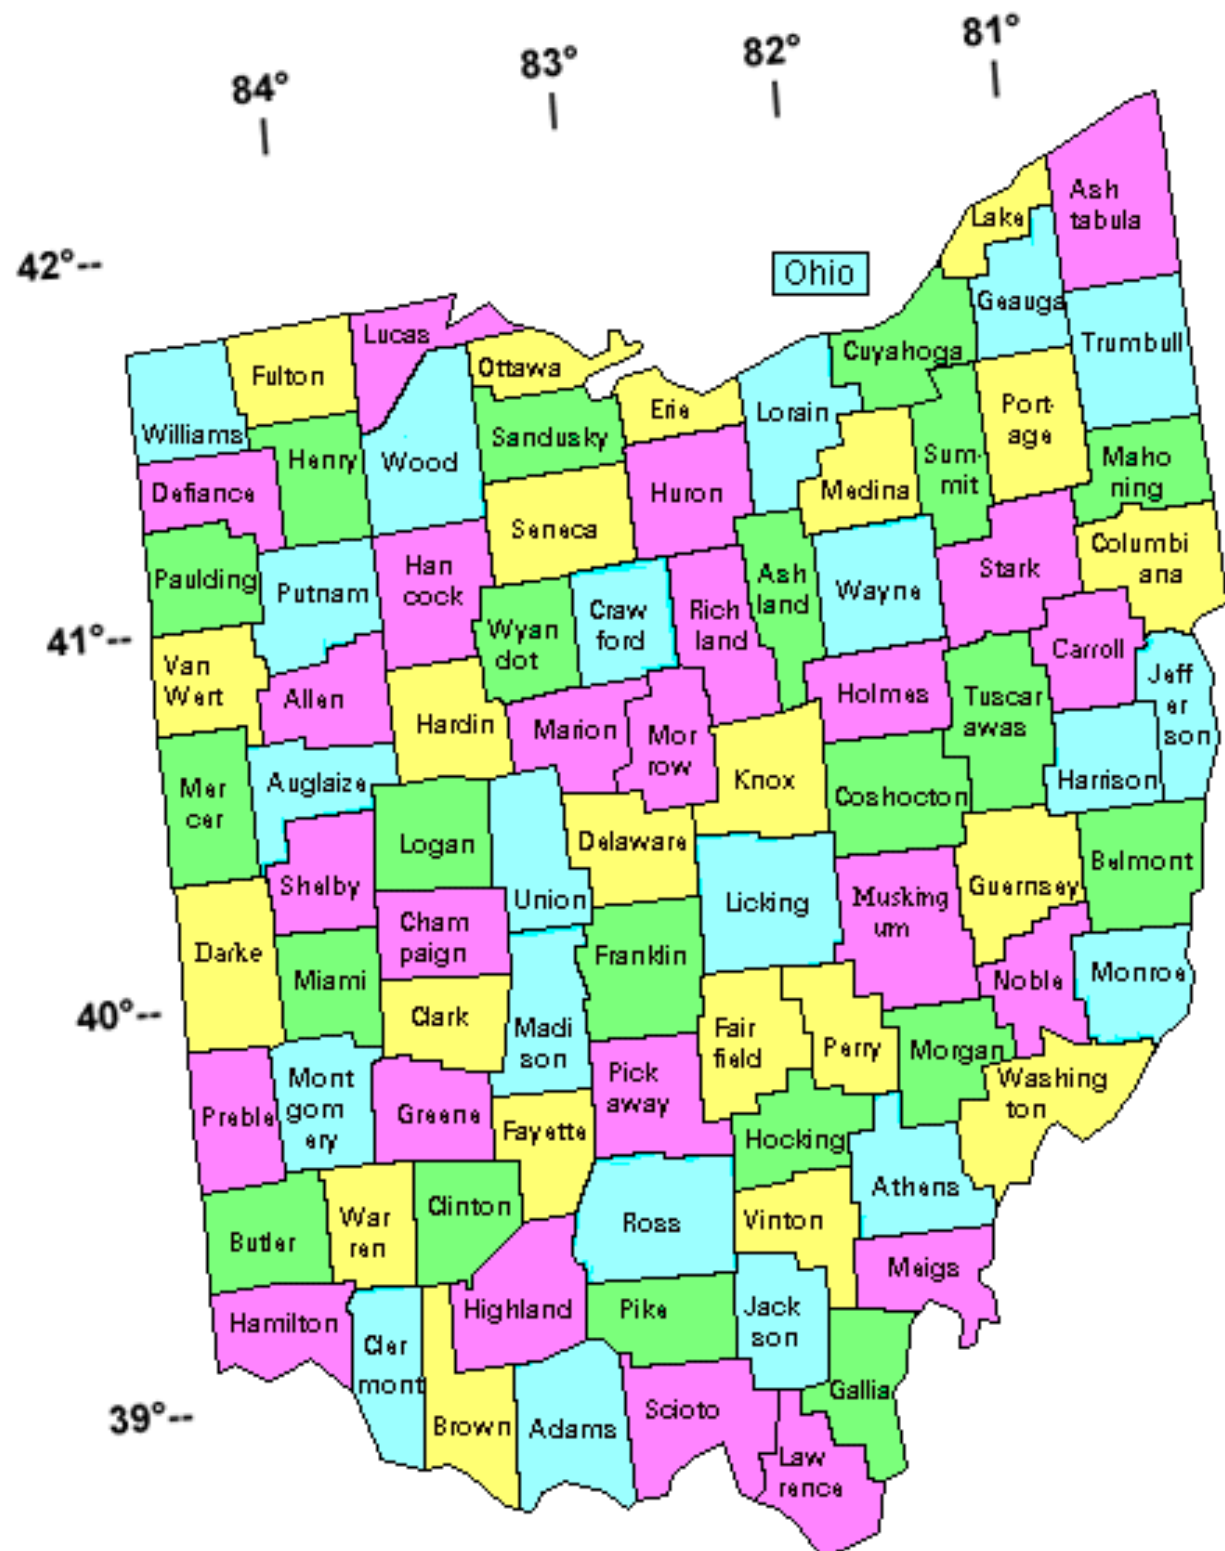 81°
82°
83°
84°
Ash
tabula
Lake
42°--
Ohio
Geauga
Lucas
Trumbull
Cuyahoga
Ottawa
Fulton
Port-
age
Erie
Lorain
Williams
Sandusky
Henry
Wood
Sum-
mit
Maho
ning
Medina
Defiance
Huron
Seneca
Columbi
ana
Stark
Han
cock
Ash
land
Paulding
Putnam
Wayne
Craw
ford
Rich
land
Wyan
dot
41°--
Carroll
Van
Wert
Jeff
er
son
Allen
Holmes
Tuscar
awas
Hardin
Marion
Mor
row
Knox
Harrison
Auglaize
Mer
cer
Coshocton
Logan
Delaware
Belmont
Shelby
Guernsey
Union
Licking
Musking
um
Cham
paign
Darke
Franklin
Miami
Noble
Monroe
40°--
Clark
Madi
son
Fair
field
Perry
Morgan
Mont
gom
ery
Pick
away
Washing
ton
Preble
Greene
Fayette
Hocking
Athens
Clinton
War
ren
Ross
Vinton
Butler
Meigs
Hamilton
Highland
Pike
Jack
son
Cler
mont
Gallia
39°--
Brown
Adams
Scioto
Law
rence